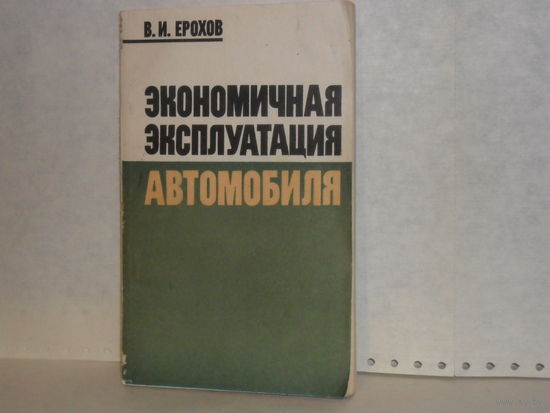 В. И. ЕРОХОВ
ЭКОНОМИЧНАЯ
ЭКСПЛУАТАЦИЯ
АВТОМОБИЛЯ